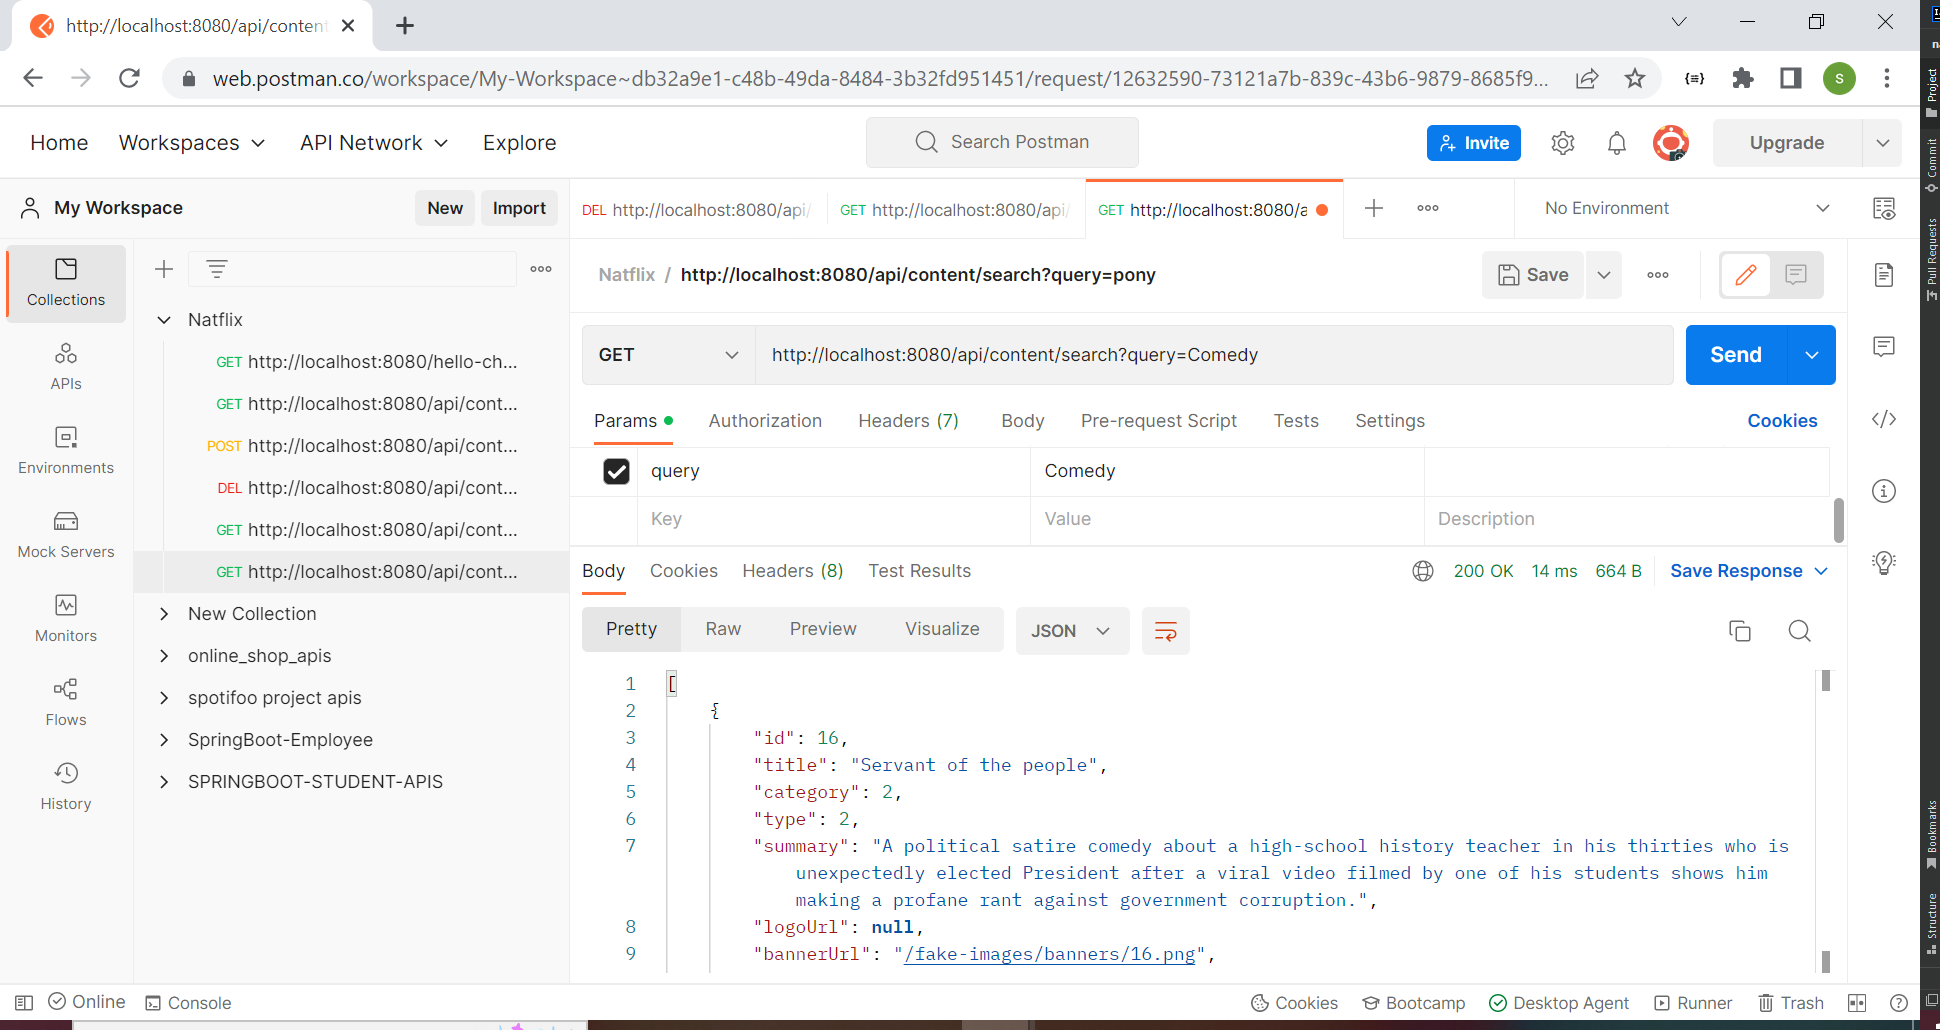 http://localhost:8080/api/conten
web.postman.co/workspace/My-Workspace~db32a9e1-c48b-49da-8484-3b32fd951451/request/12632590-73121a7b-839c-43b6-9879-8685f9...
S
Home Workspaces API Network Explore
Search Postman
Invite
Upgrade
My Workspace
New Import
DEL http://localhost:8080/api/
GET http://localhost:8080/api/
GET http://localhost:8080/a
No Environment
Collections
APIs
Environments
Mock Servers
Monitors
Flows
History
Natflix
GET http://localhost:8080/hello-ch...
GET http://localhost:8080/api/cont...
POST http://localhost:8080/api/cont...
DEL http://localhost:8080/api/cont...
GET http://localhost:8080/api/cont...
GET http://localhost:8080/api/cont...
New Collection
online_shop_apis
spotifoo project apis
SpringBoot-Employee
SPRINGBOOT-STUDENT-APIS
Natflix / http://localhost:8080/api/content/search?query=pony
Save
GET http://localhost:8080/api/content/search?query=Comedy
Send
Params Authorization Headers (7) Body Pre-request Script Tests Settings Cookies
query Comedy
Key Value Description
Body Cookies Headers (8) Test Results
200 OK 14 ms 664 B Save Response
Pretty Raw Preview Visualize JSON
1 [
2 {
3 "id": 16,
4 "title": "Servant of the people",
5 "category": 2,
6 "type": 2,
7 "summary": "A political satire comedy about a high-school history teacher in his thirties who is
unexpectedly elected President after a viral video filmed by one of his students shows him
making a profane rant against government corruption.",
8 "logoUrl": null,
9 "bannerUrl": "/fake-images/banners/16.png",
Online Console
Cookies Bootcamp Desktop Agent Runner Trash
Project
Commit
Pull Requests
Bookmarks
Structure